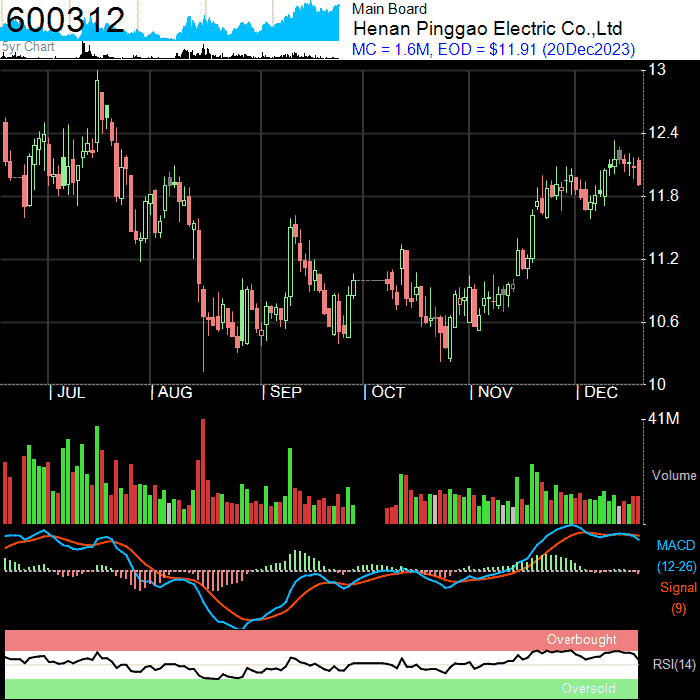 600312
5yr Chart
Main Board
Henan Pinggao Electric Co.,Ltd
MC = 1.6M, EOD = $11.91 (20Dec2023)
13
12.4
11.8
11.2
10.6
10
| JUL | AUG | SEP | OCT | NOV | DEC
41M
Volume
MACD
(12-26)
Signal
(9)
Overbought
RSI(14)
Oversold